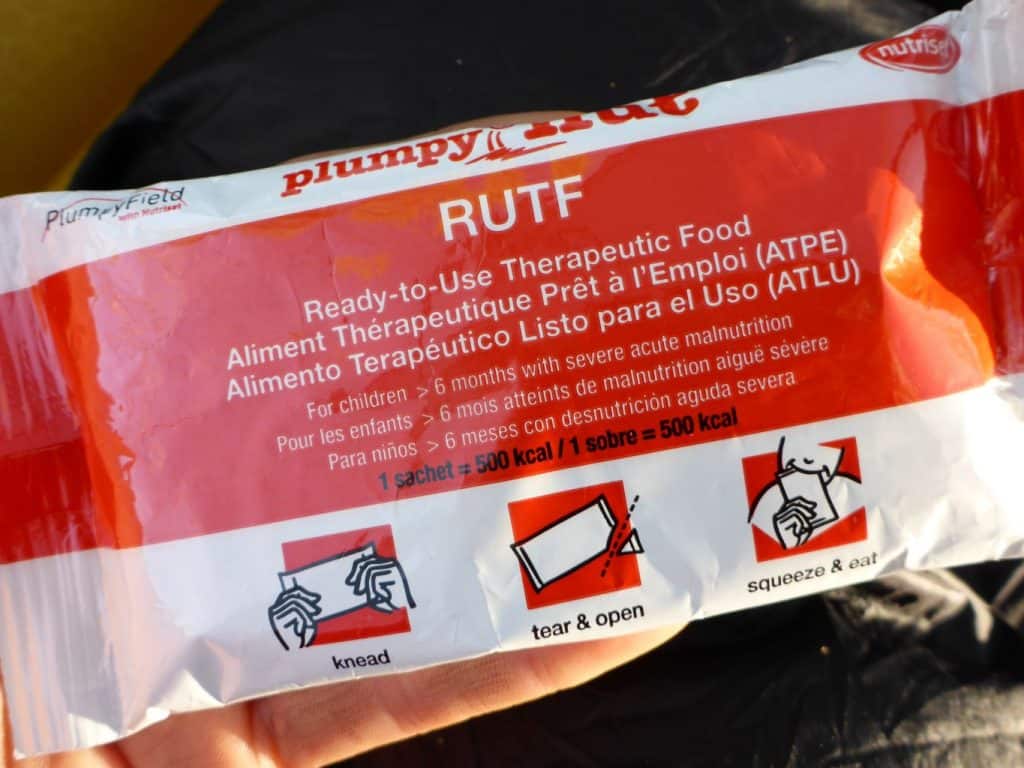 nutriset
plumpy'nut
PlumpyField
with Nutriset
RUTF
Ready-to-Use Therapeutic Food
Aliment Thérapeutique Prêt à l'Emploi (ATPE)
Alimento Terapéutico Listo para el Uso (ATLU)
For children > 6 months with severe acute malnutrition
Pour les enfants > 6 mois atteints de malnutrition aiguë sévère
Para niños > 6 meses con desnutrición aguda severa
1 sachet = 500 kcal / 1 sobre = 500 kcal
knead
tear & open
squeeze & eat